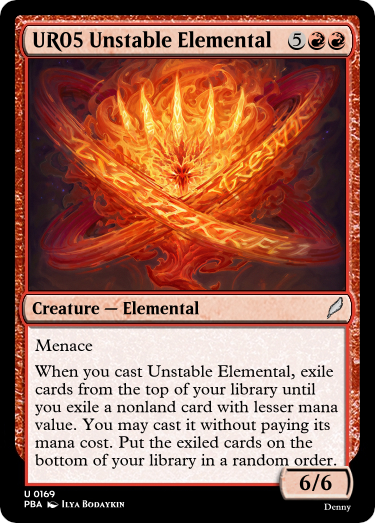 UR05 Unstable Elemental 5
Creature — Elemental
Menace
When you cast Unstable Elemental, exile
cards from the top of your library until
you exile a nonland card with lesser mana
value. You may cast it without paying its
mana cost. Put the exiled cards on the
bottom of your library in a random order.
6/6
U 0169
PBA Ilya Bodaykin
Denny